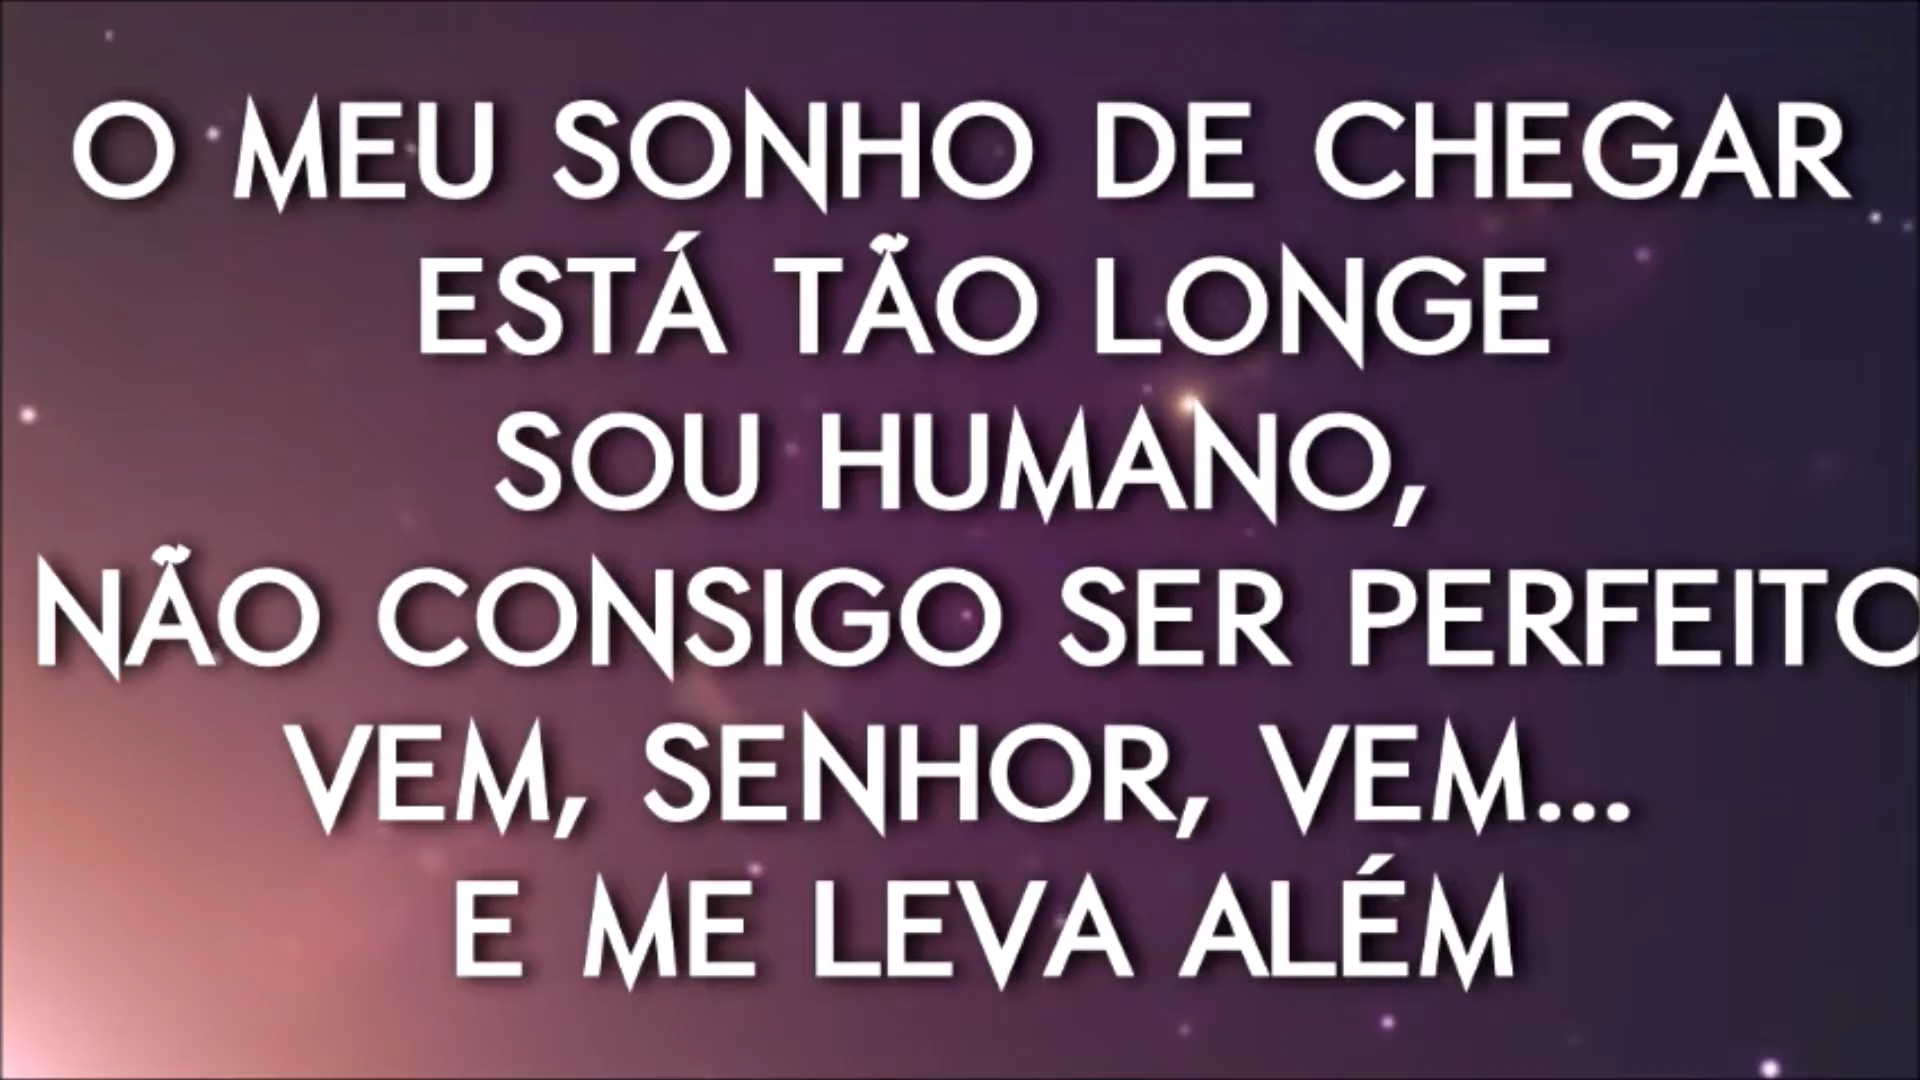 O MEU SONHO DE CHEGAR
ESTÁ TÃO LONGE
SOU HUMANO,
NÃO CONSIGO SER PERFEITO
VEM, SENHOR, VEM...
E ME LEVA ALÉM